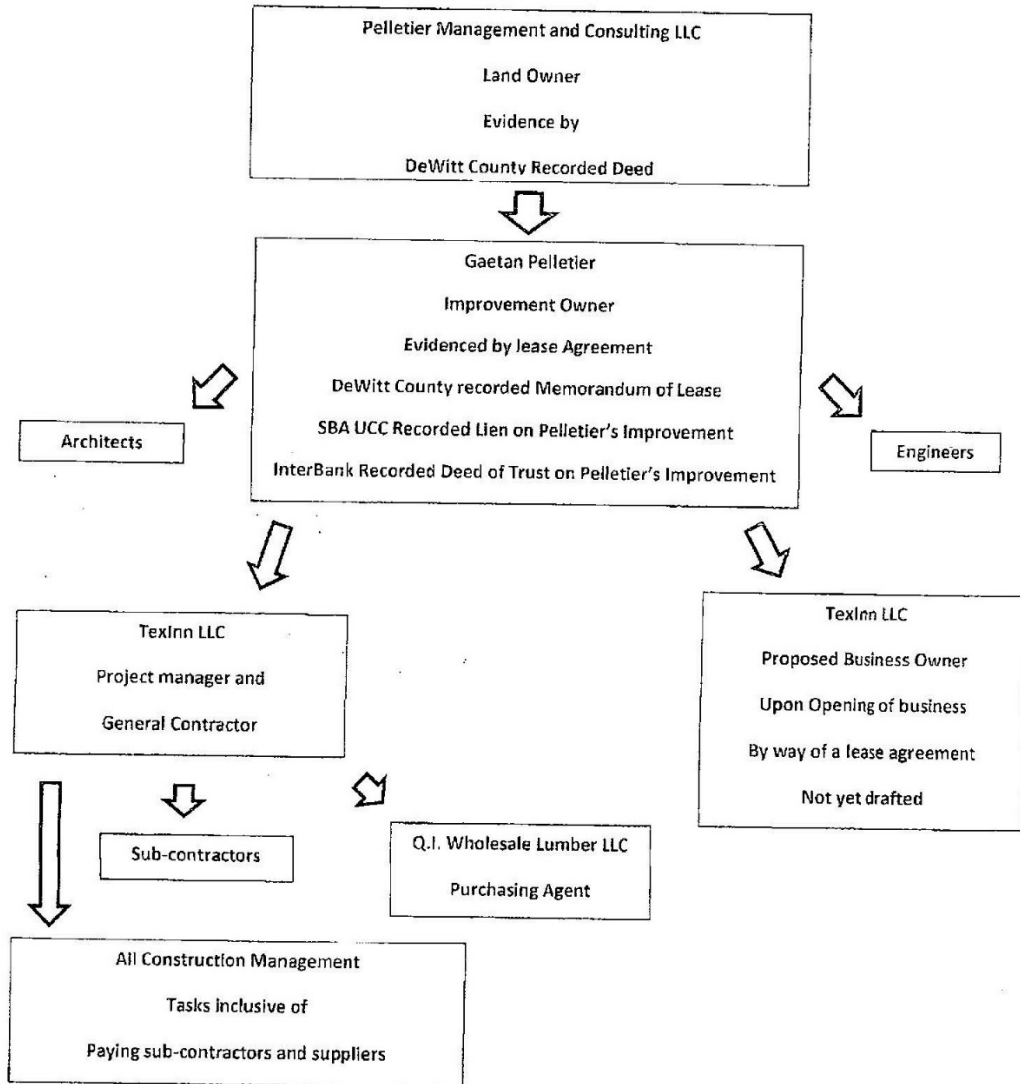 Pelletier Management and Consulting LLC
Land Owner
Evidence by
DeWitt County Recorded Deed
Gaetan Pelletier
Improvement Owner
Evidenced by lease Agreement
DeWitt County recorded Memorandum of Lease
SBA UCC Recorded Lien on Pelletier's Improvement
InterBank Recorded Deed of Trust on Pelletier's Improvement
Architects
Engineers
TexInn LLC
Project manager and
General Contractor
TexInn LLC
Proposed Business Owner
Upon Opening of business
By way of a lease agreement
Not yet drafted
Sub-contractors
Q.I. Wholesale Lumber LLC
Purchasing Agent
All Construction Management
Tasks inclusive of
Paying sub-contractors and suppliers